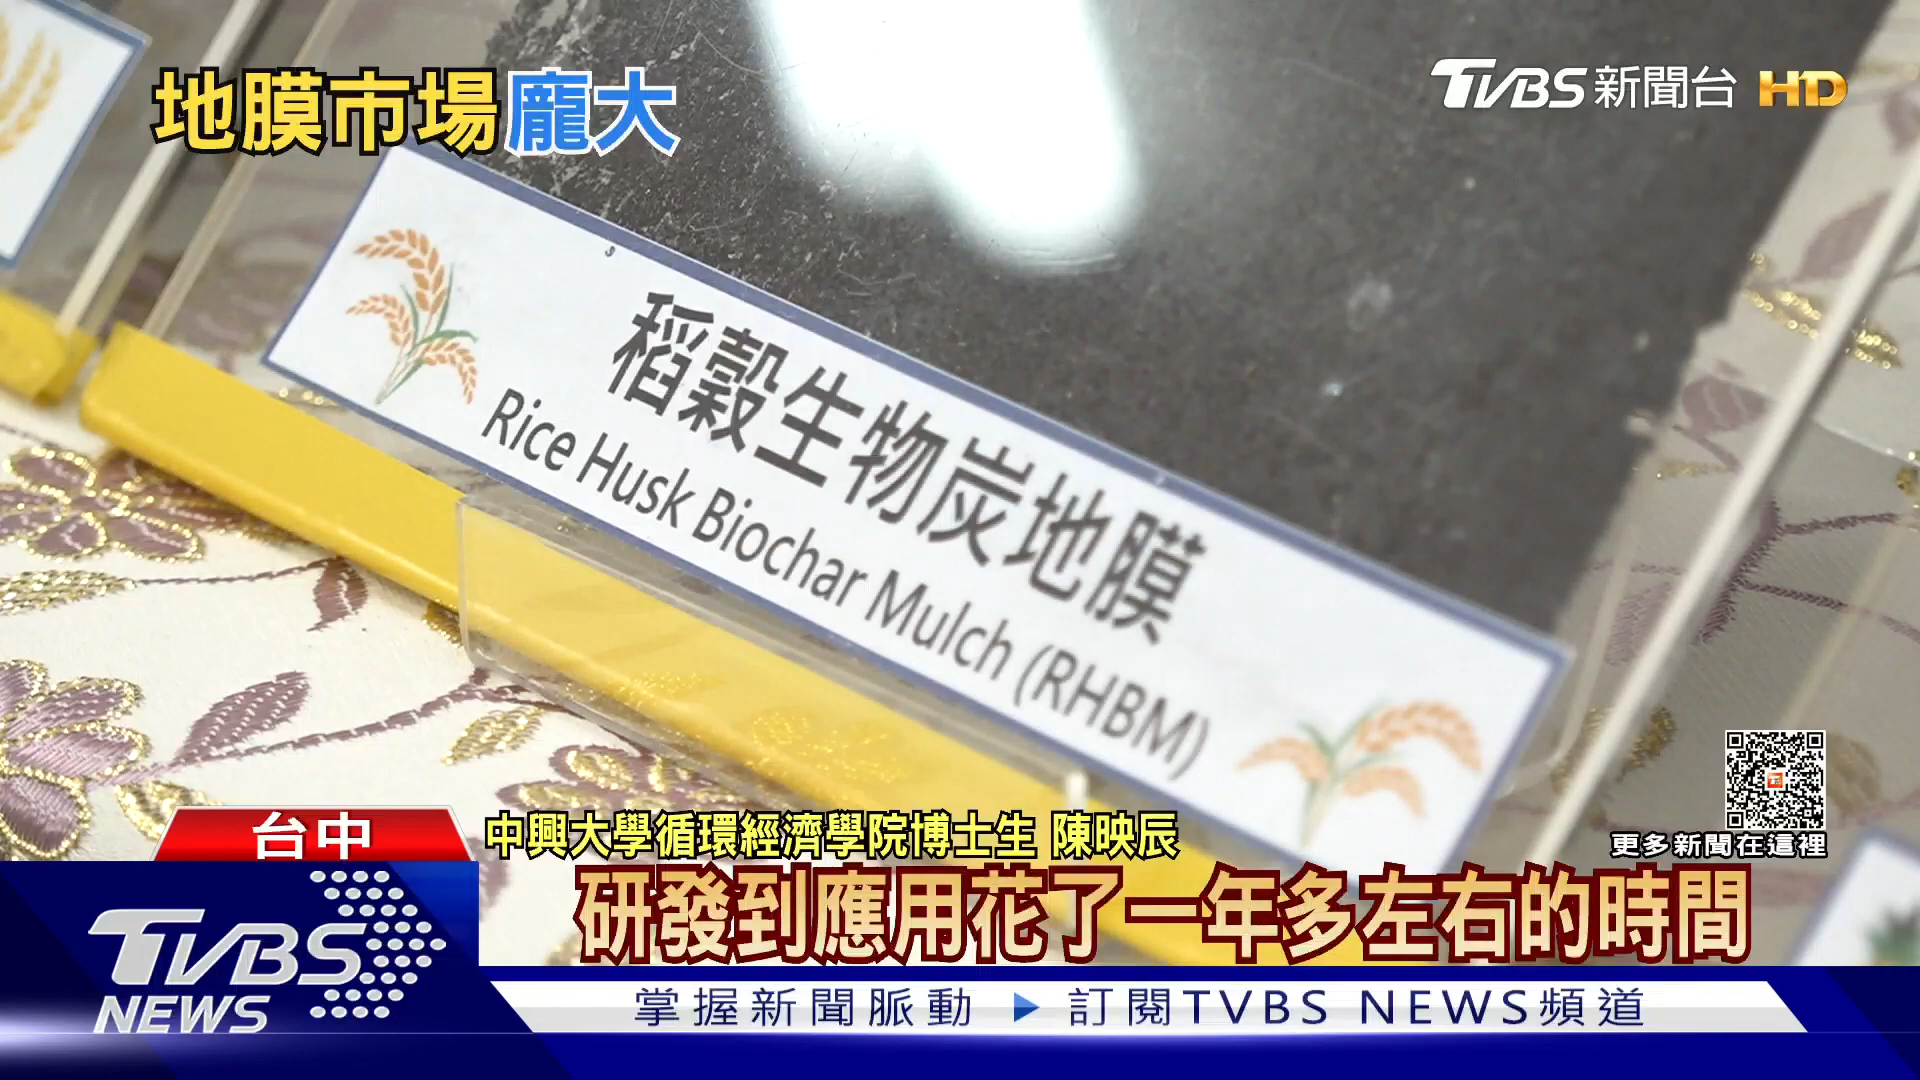 地膜市場龐大
TVBS新聞台 HD
稻穀生物炭地膜
Rice Husk Biochar Mulch (RHBM)
更多新聞在這裡
台中
中興大學循環經濟學院博士生 陳映辰
研發到應用花了一年多左右的時間
TVBS NEWS
掌握新聞脈動 ▶ 訂閱TVBS NEWS頻道